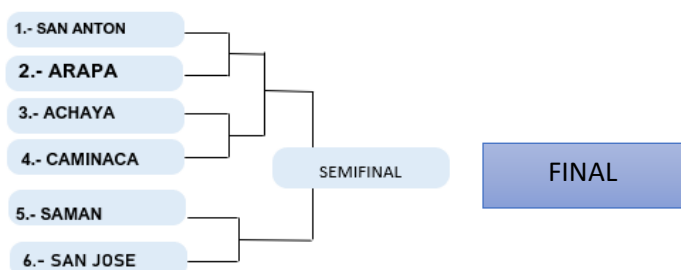 1.- SAN ANTON
2.- ARAPA
3.- ACHAYA
4.- CAMINACA
SEMIFINAL
FINAL
5.- SAMAN
6.- SAN JOSE